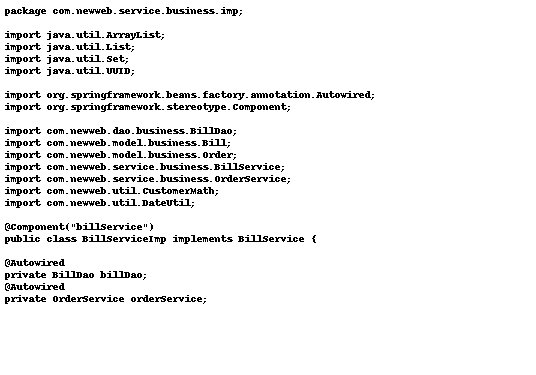 package com.newweb.service.business.imp;
import java.util.ArrayList;
import java.util.List;
import java.util.Set;
import java.util.UUID;
import org.springframework.beans.factory.annotation.Autowired;
import org.springframework.stereotype.Component;
import com.newweb.dao.business.BillDao;
import com.newweb.model.business.Bill;
import com.newweb.model.business.Order;
import com.newweb.service.business.BillService;
import com.newweb.service.business.OrderService;
import com.newweb.util.CustomerMath;
import com.newweb.util.DateUtil;
@Component("billService")
public class BillServiceImp implements BillService {
@Autowired
private BillDao billDao;
@Autowired
private OrderService orderService;